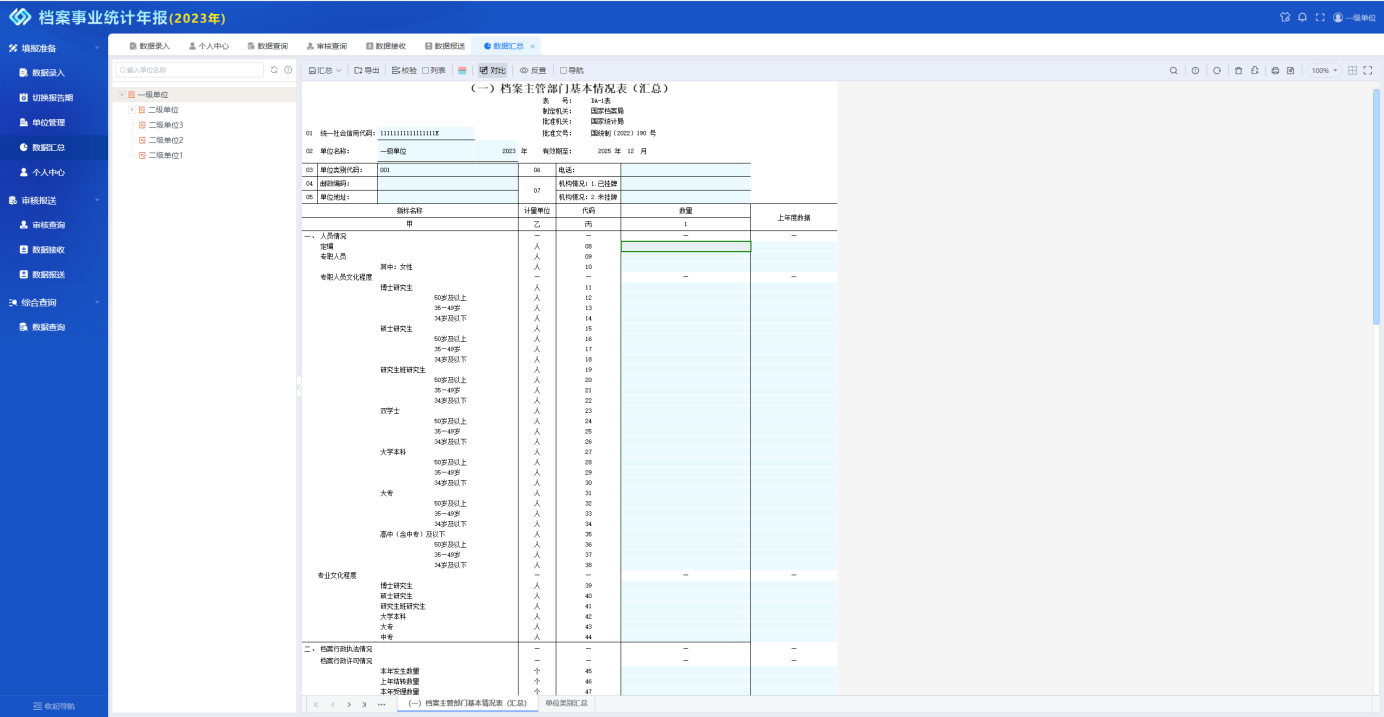 档案事业统计年报(2023年)
一级单位
填报准备
数据录入
切换报告期
单位管理
数据汇总
个人中心
审核报送
审核查询
数据接收
数据报送
综合查询
数据查询
收起导航
数据录入 个人中心 数据查询 审核查询 数据接收 数据报送 数据汇总 ×
输入单位名称
一级单位
二级单位
二级单位3
二级单位2
二级单位1
汇总 导出 校验 列表 对比 反查 导航 100%
(一)档案主管部门基本情况表(汇总)
表 号: DA-1表
制定机关: 国家档案局
批准机关: 国家统计局
01 统一社会信用代码: 批准文号: 国统制(2022)190 号
02 单位名称: 一级单位 2023 年 有效期至: 2025 年 12 月
03 单位类别代码: 001 06 电话:
04 邮政编码: 07 机构情况: 1.已挂牌
05 单位地址: 机构情况: 2.未挂牌
指标名称 计量单位 代码 数量 上年度数据
甲 乙 丙 1
一、人员情况 — — — —
定编 人 08
专职人员 人 09
其中: 女性 人 10
专职人员文化程度 — — — —
博士研究生 人 11
50岁及以上 人 12
35—49岁 人 13
34岁及以下 人 14
硕士研究生 人 15
50岁及以上 人 16
35—49岁 人 17
34岁及以下 人 18
研究生班研究生 人 19
50岁及以上 人 20
35—49岁 人 21
34岁及以下 人 22
双学士 人 23
50岁及以上 人 24
35—49岁 人 25
34岁及以下 人 26
大学本科 人 27
50岁及以上 人 28
35—49岁 人 29
34岁及以下 人 30
大专 人 31
50岁及以上 人 32
35—49岁 人 33
34岁及以下 人 34
高中(含中专)及以下 人 35
50岁及以上 人 36
35—49岁 人 37
34岁及以下 人 38
专业文化程度 — — — —
博士研究生 人 39
硕士研究生 人 40
研究生班研究生 人 41
大学本科 人 42
大专 人 43
中专 人 44
二、档案行政执法情况 — — — —
档案行政许可情况 — — — —
本年发生数量 个 45
上年结转数量 个 46
本年受理数量 个 47
(一)档案主管部门基本情况表(汇总) 单位类别汇总